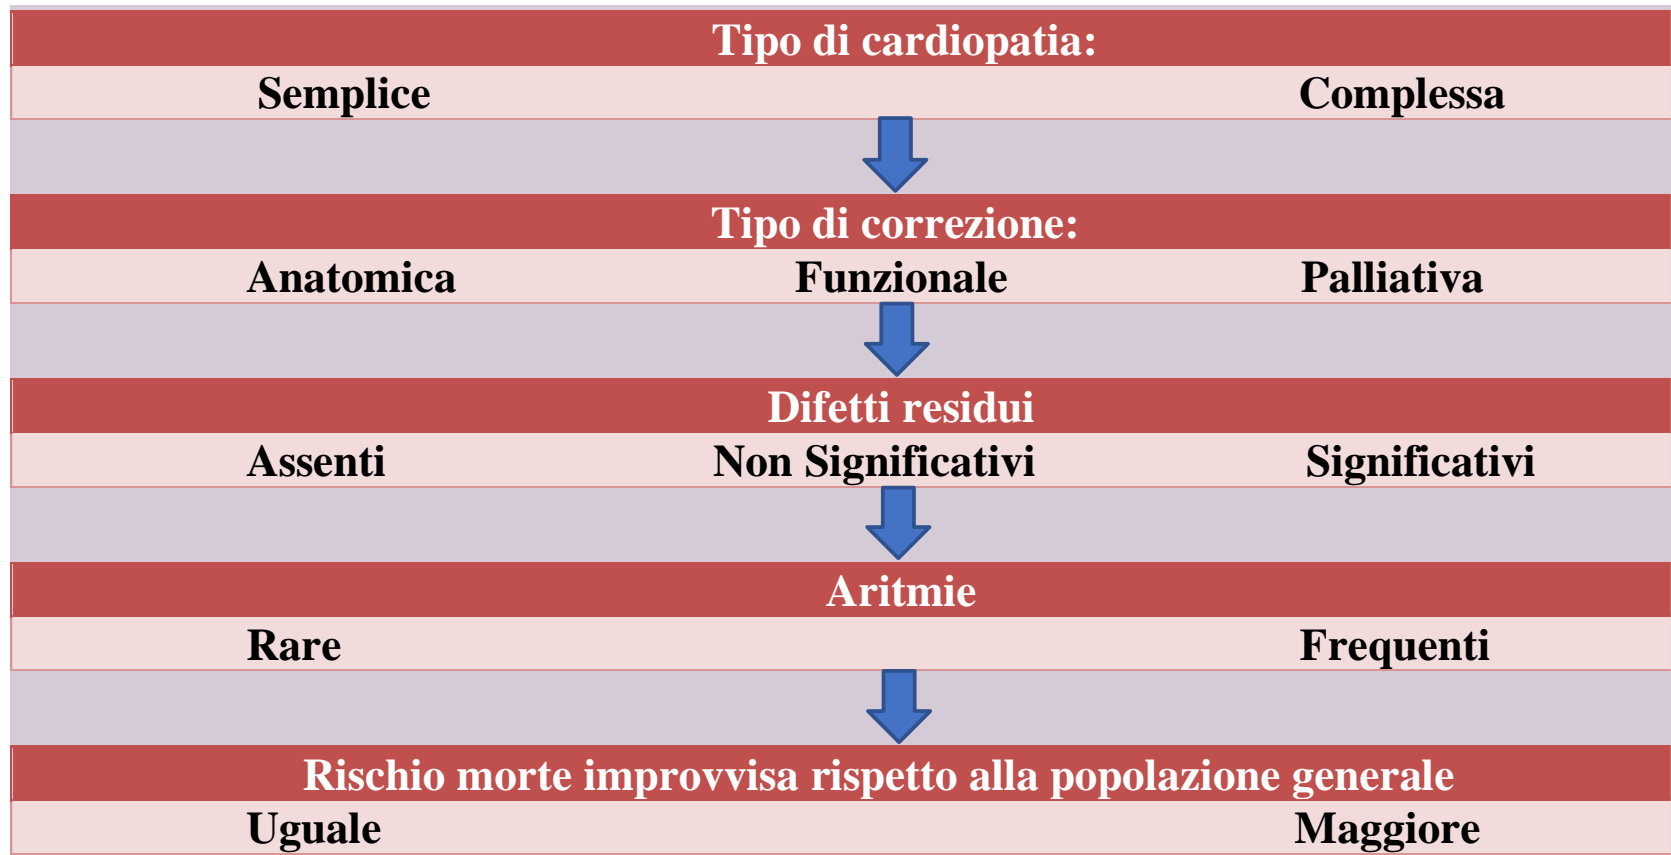 Tipo di cardiopatia:
Semplice Complessa
Tipo di correzione:
Anatomica Funzionale Palliativa
Difetti residui
Assenti Non Significativi Significativi
Aritmie
Rare Frequenti
Rischio morte improvvisa rispetto alla popolazione generale
Uguale Maggiore